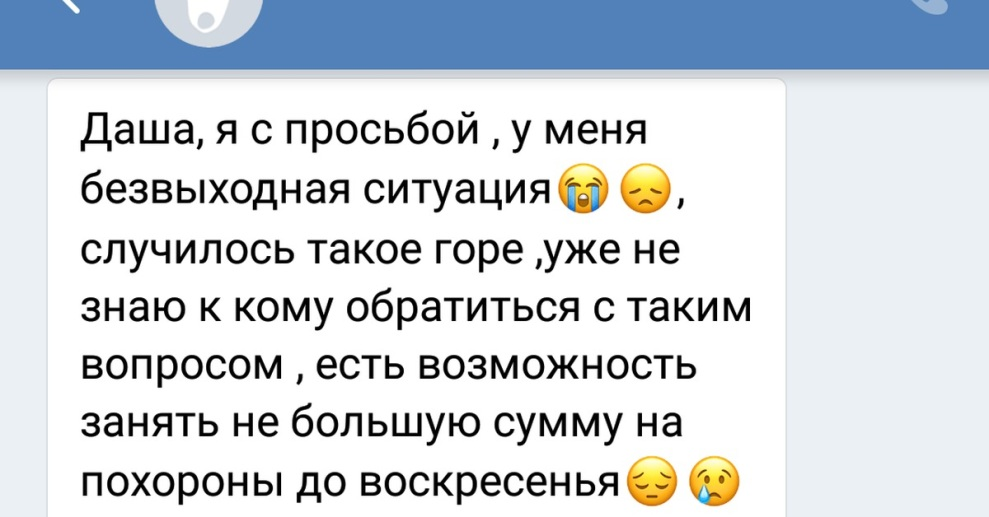 Даша, я с просьбой , у меня
безвыходная ситуация😭😞,
случилось такое горе ,уже не
знаю к кому обратиться с таким
вопросом , есть возможность
занять не большую сумму на
похороны до воскресенья😔😢